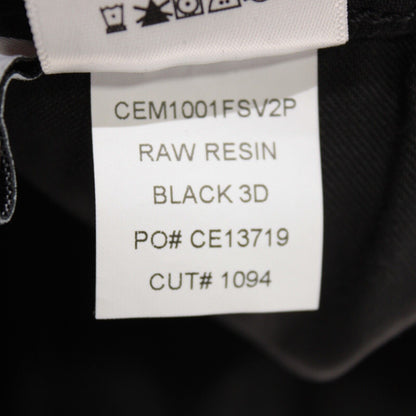 CEM1001FSV2P
RAW RESIN
BLACK 3D
PO# CE13719
CUT# 1094